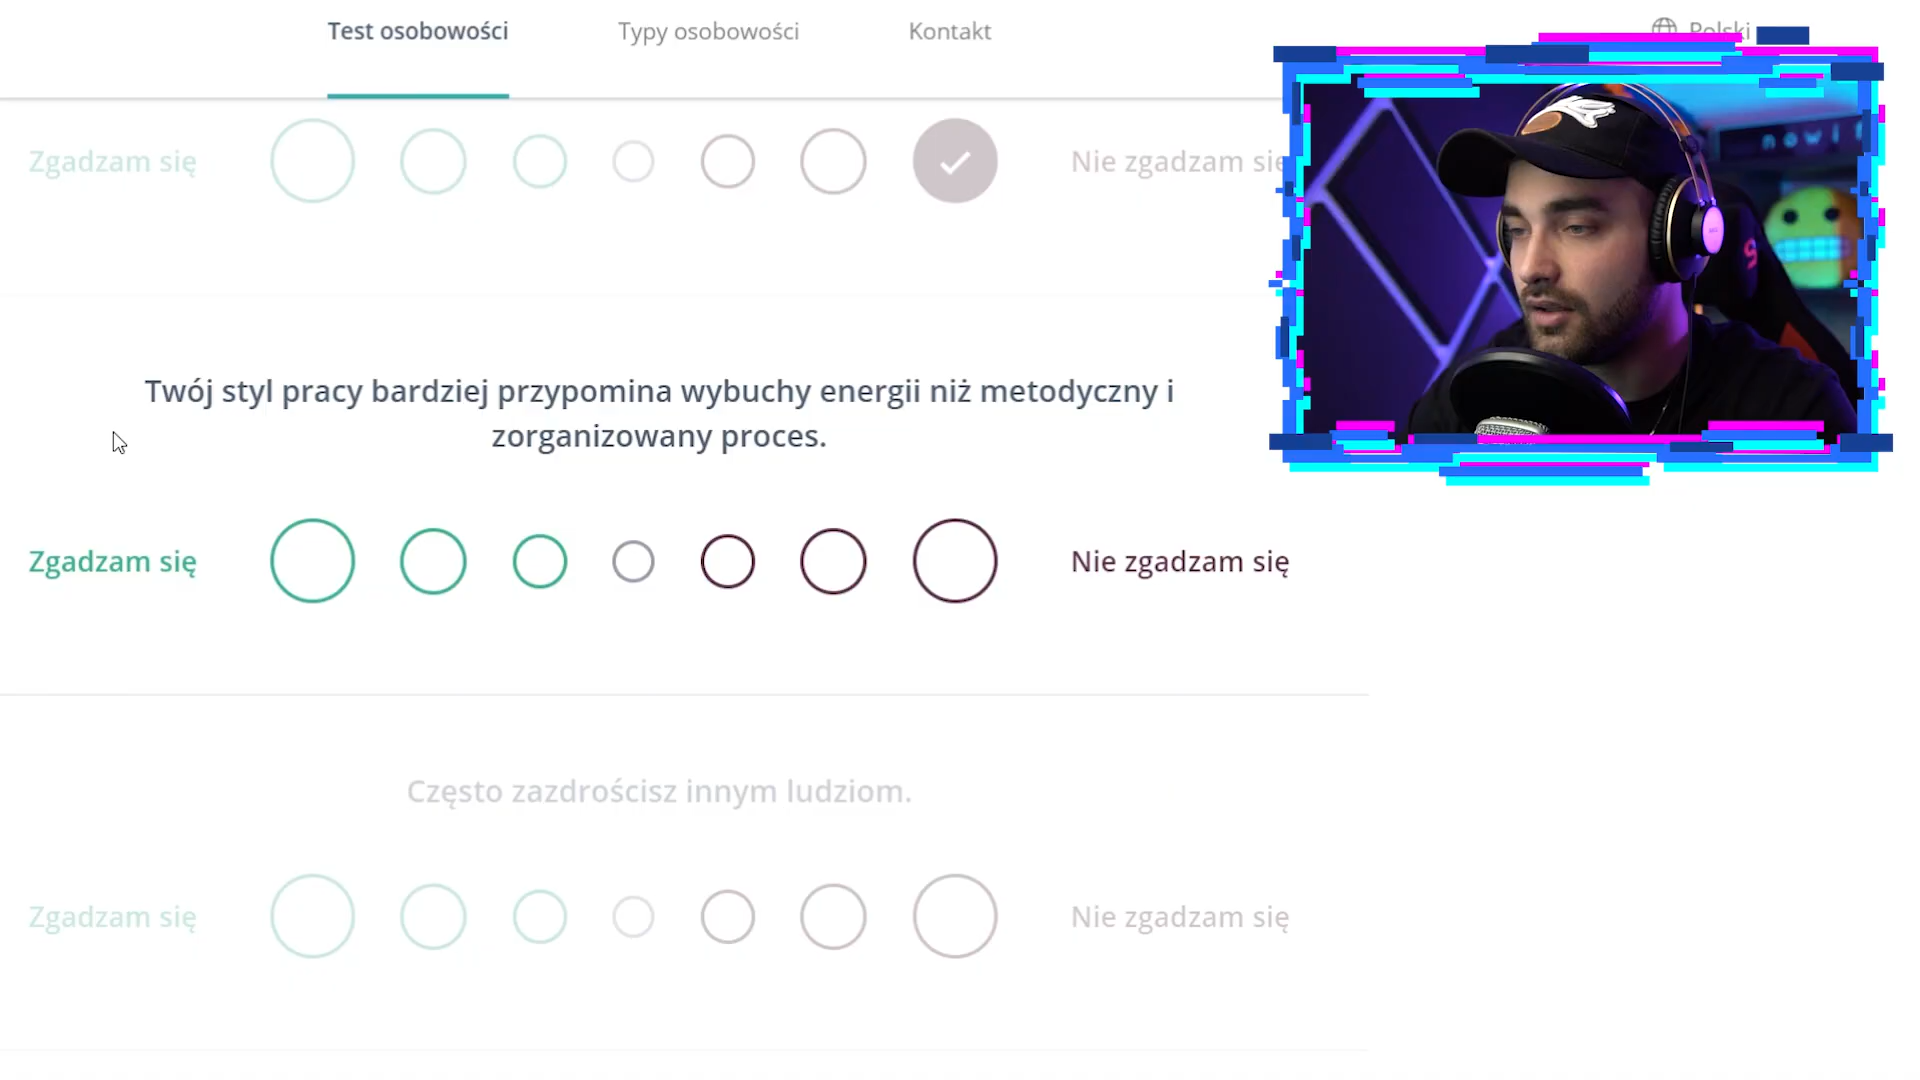 Test osobowości Typy osobowości Kontakt Polski
Zgadzam się Nie zgadzam się
Twój styl pracy bardziej przypomina wybuchy energii niż metodyczny i
zorganizowany proces.
Zgadzam się Nie zgadzam się
Często zazdrościsz innym ludziom.
Zgadzam się Nie zgadzam się